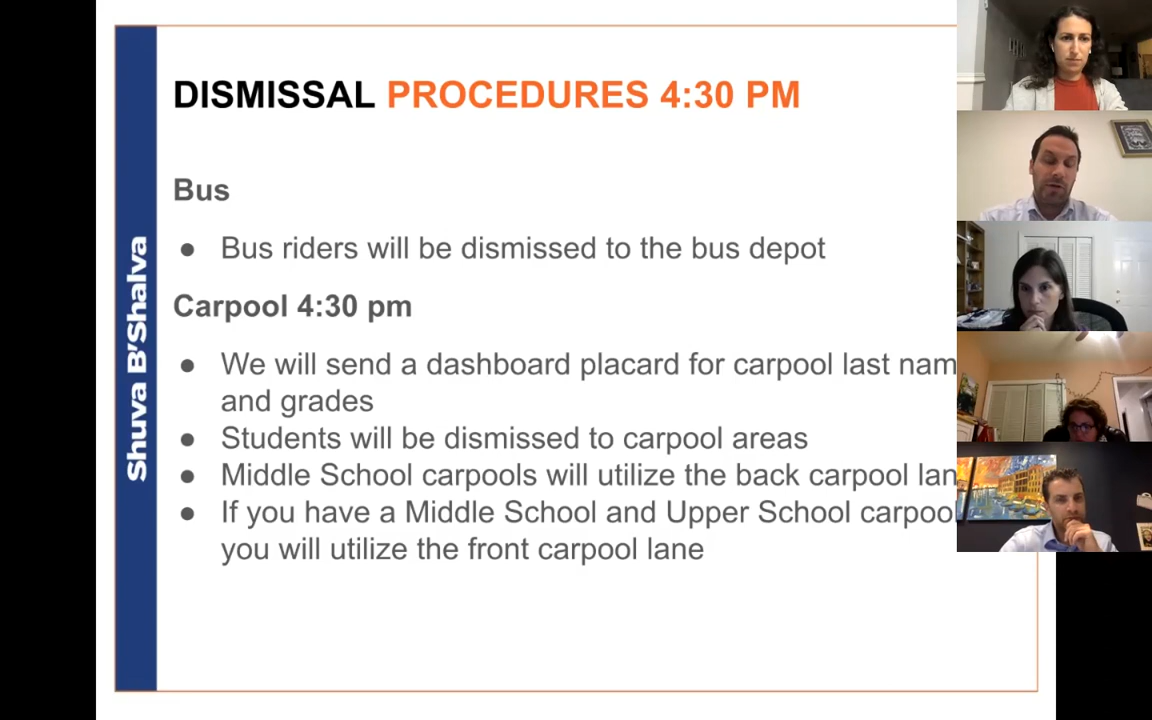 DISMISSAL PROCEDURES 4:30 PM
Shuva B'Shalva
Bus
● Bus riders will be dismissed to the bus depot
Carpool 4:30 pm
● We will send a dashboard placard for carpool last nam
and grades
● Students will be dismissed to carpool areas
● Middle School carpools will utilize the back carpool lan
● If you have a Middle School and Upper School carpool
you will utilize the front carpool lane